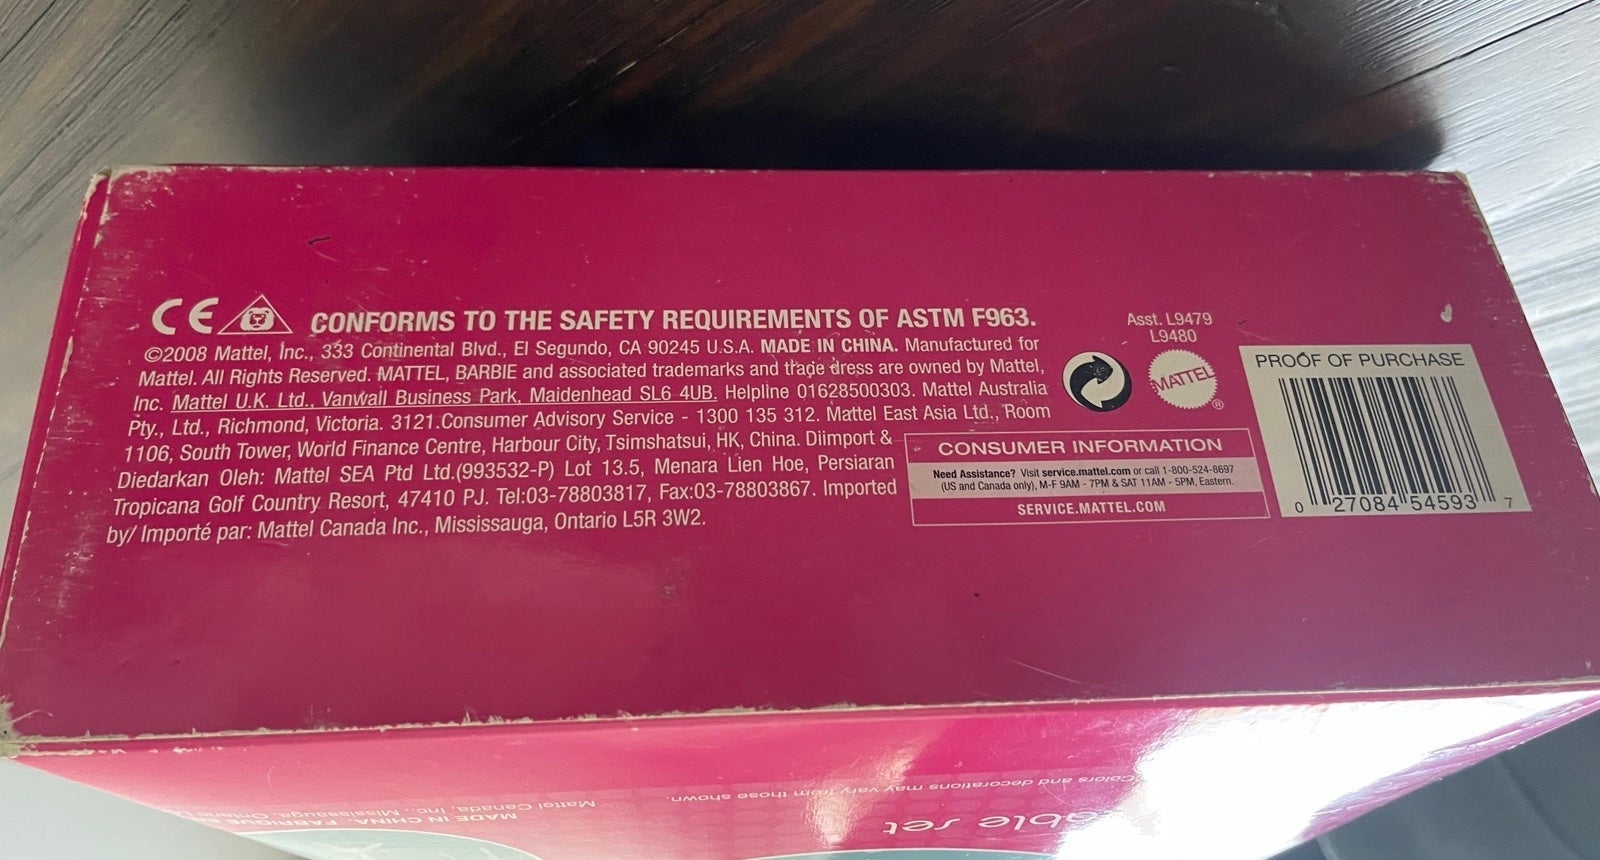 CE CONFORMS TO THE SAFETY REQUIREMENTS OF ASTM F963.
©2008 Mattel, Inc., 333 Continental Blvd., El Segundo, CA 90245 U.S.A. MADE IN CHINA. Manufactured for
Mattel. All Rights Reserved. MATTEL, BARBIE and associated trademarks and trade dress are owned by Mattel,
Inc. Mattel U.K. Ltd., Vanwall Business Park, Maidenhead SL6 4UB. Helpline 01628500303. Mattel Australia
Pty., Ltd., Richmond, Victoria. 3121.Consumer Advisory Service - 1300 135 312. Mattel East Asia Ltd., Room
1106, South Tower, World Finance Centre, Harbour City, Tsimshatsui, HK, China. Diimport &
Diedarkan Oleh: Mattel SEA Ptd Ltd.(993532-P) Lot 13.5, Menara Lien Hoe, Persiaran
Tropicana Golf Country Resort, 47410 PJ. Tel:03-78803817, Fax:03-78803867. Imported
by/ Importé par: Mattel Canada Inc., Mississauga, Ontario L5R 3W2.
Asst. L9479
L9480
MATTEL®
CONSUMER INFORMATION
Need Assistance? Visit service.mattel.com or call 1-800-524-8697
(US and Canada only), M-F 9AM - 7PM & SAT 11AM - 5PM, Eastern.
SERVICE.MATTEL.COM
PROOF OF PURCHASE
0 27084 54593 7
able set
Colors and decorations may vary from those shown.
MADE IN CHINA.
Mattel Canada, Inc., Mississauga,